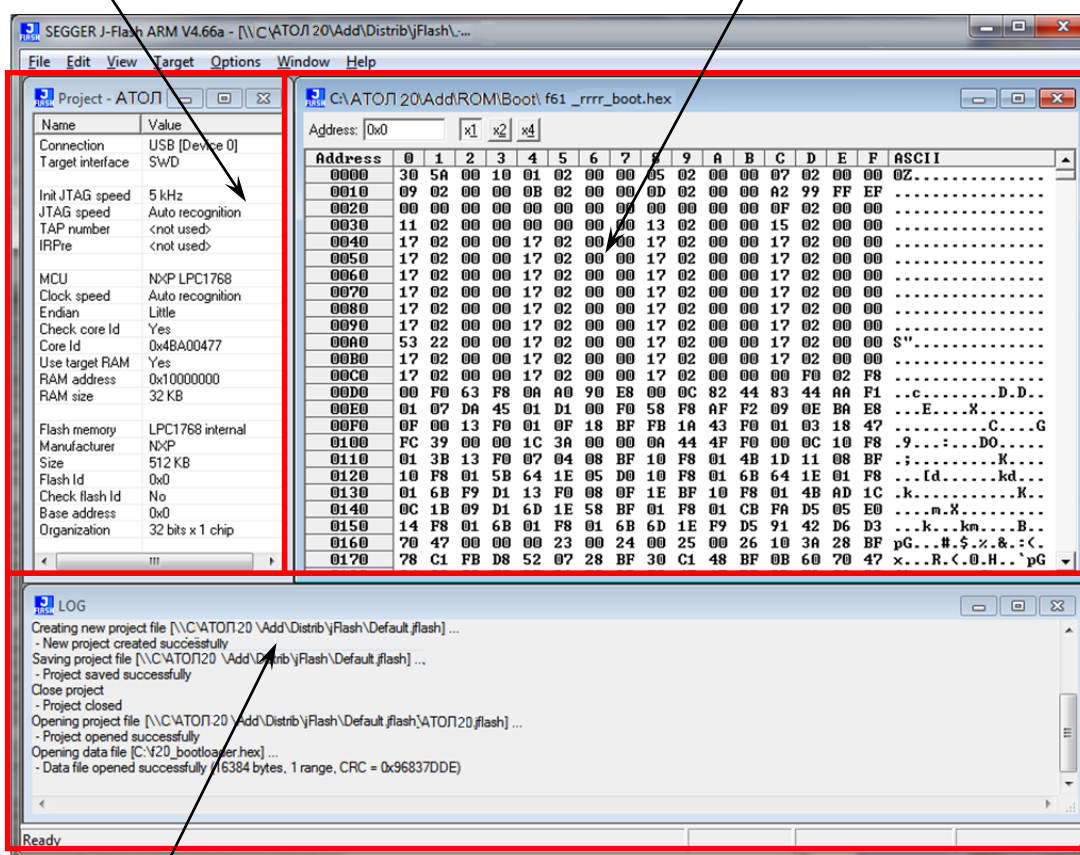 SEGGER J-Flash ARM V4.66a - [\\C\АТОЛ 20\Add\Distrib\jFlash\_-...
File Edit View Target Options Window Help
Project - АТОЛ
Name Value
Connection USB [Device 0]
Target interface SWD
Init JTAG speed 5 kHz
JTAG speed Auto recognition
TAP number <not used>
IRPre <not used>
MCU NXP LPC1768
Clock speed Auto recognition
Endian Little
Check core Id Yes
Core Id 0x4BA00477
Use target RAM Yes
RAM address 0x10000000
RAM size 32 KB
Flash memory LPC1768 internal
Manufacturer NXP
Size 512 KB
Flash Id 0x0
Check flash Id No
Base address 0x0
Organization 32 bits x 1 chip
C:\АТОЛ 20\Add\ROM\Boot\ f61 _rrrr_boot.hex
Address: 0x0 x1 x2 x4
Address 0 1 2 3 4 5 6 7 8 9 A B C D E F ASCII
0000 30 5A 00 10 01 02 00 00 05 02 00 00 07 02 00 00 0Z..............
0010 09 02 00 00 0B 02 00 00 0D 02 00 00 A2 99 FF EF ................
0020 00 00 00 00 00 00 00 00 00 00 00 00 0F 02 00 00 ................
0030 11 02 00 00 00 00 00 00 13 02 00 00 15 02 00 00 ................
0040 17 02 00 00 17 02 00 00 17 02 00 00 17 02 00 00 ................
0050 17 02 00 00 17 02 00 00 17 02 00 00 17 02 00 00 ................
0060 17 02 00 00 17 02 00 00 17 02 00 00 17 02 00 00 ................
0070 17 02 00 00 17 02 00 00 17 02 00 00 17 02 00 00 ................
0080 17 02 00 00 17 02 00 00 17 02 00 00 17 02 00 00 ................
0090 17 02 00 00 17 02 00 00 17 02 00 00 17 02 00 00 ................
00A0 53 22 00 00 17 02 00 00 17 02 00 00 17 02 00 00 S"..............
00B0 17 02 00 00 17 02 00 00 17 02 00 00 17 02 00 00 ................
00C0 17 02 00 00 17 02 00 00 17 02 00 00 00 F0 02 F8 ................
00D0 00 F0 63 F8 0A A0 90 E8 00 0C 82 44 83 44 AA F1 ..c........D.D..
00E0 01 07 DA 45 01 D1 00 F0 58 F8 AF F2 09 0E BA E8 ...E....X.......
00F0 0F 00 13 F0 01 0F 18 BF FB 1A 43 F0 01 03 18 47 ..........C....G
0100 FC 39 00 00 1C 3A 00 00 0A 44 4F F0 00 0C 10 F8 .9...:...DO.....
0110 01 3B 13 F0 07 04 08 BF 10 F8 01 4B 1D 11 08 BF .;.........K....
0120 10 F8 01 5B 64 1E 05 D0 10 F8 01 6B 64 1E 01 F8 ...[d......kd...
0130 01 6B F9 D1 13 F0 08 0F 1E BF 10 F8 01 4B AD 1C .k...........K..
0140 0C 1B 09 D1 6D 1E 58 BF 01 F8 01 CB FA D5 05 E0 ....m.X.........
0150 14 F8 01 6B 01 F8 01 6B 6D 1E F9 D5 91 42 D6 D3 ...k...km....B..
0160 70 47 00 00 00 23 00 24 00 25 00 26 10 3A 28 BF pG...#.$.%.&.:(.
0170 78 C1 FB D8 52 07 28 BF 30 C1 48 BF 0B 60 70 47 x...R.(.0.H..`pG
LOG
Creating new project file [\\C\АТОЛ 20 \Add\Distrib\jFlash\Default.jflash] ...
- New project created successfully
Saving project file [\\C\АТОЛ20 \Add\Distrib\jFlash\Default.jflash] ...
- Project saved successfully
Close project
- Project closed
Opening project file [\\C\АТОЛ 20 \Add\Distrib\jFlash\Default.jflash,\АТОЛ 20.jflash] ...
- Project opened successfully
Opening data file [C:\f20_bootloader.hex] ...
- Data file opened successfully (16384 bytes, 1 range, CRC = 0x96837DDE)
Ready